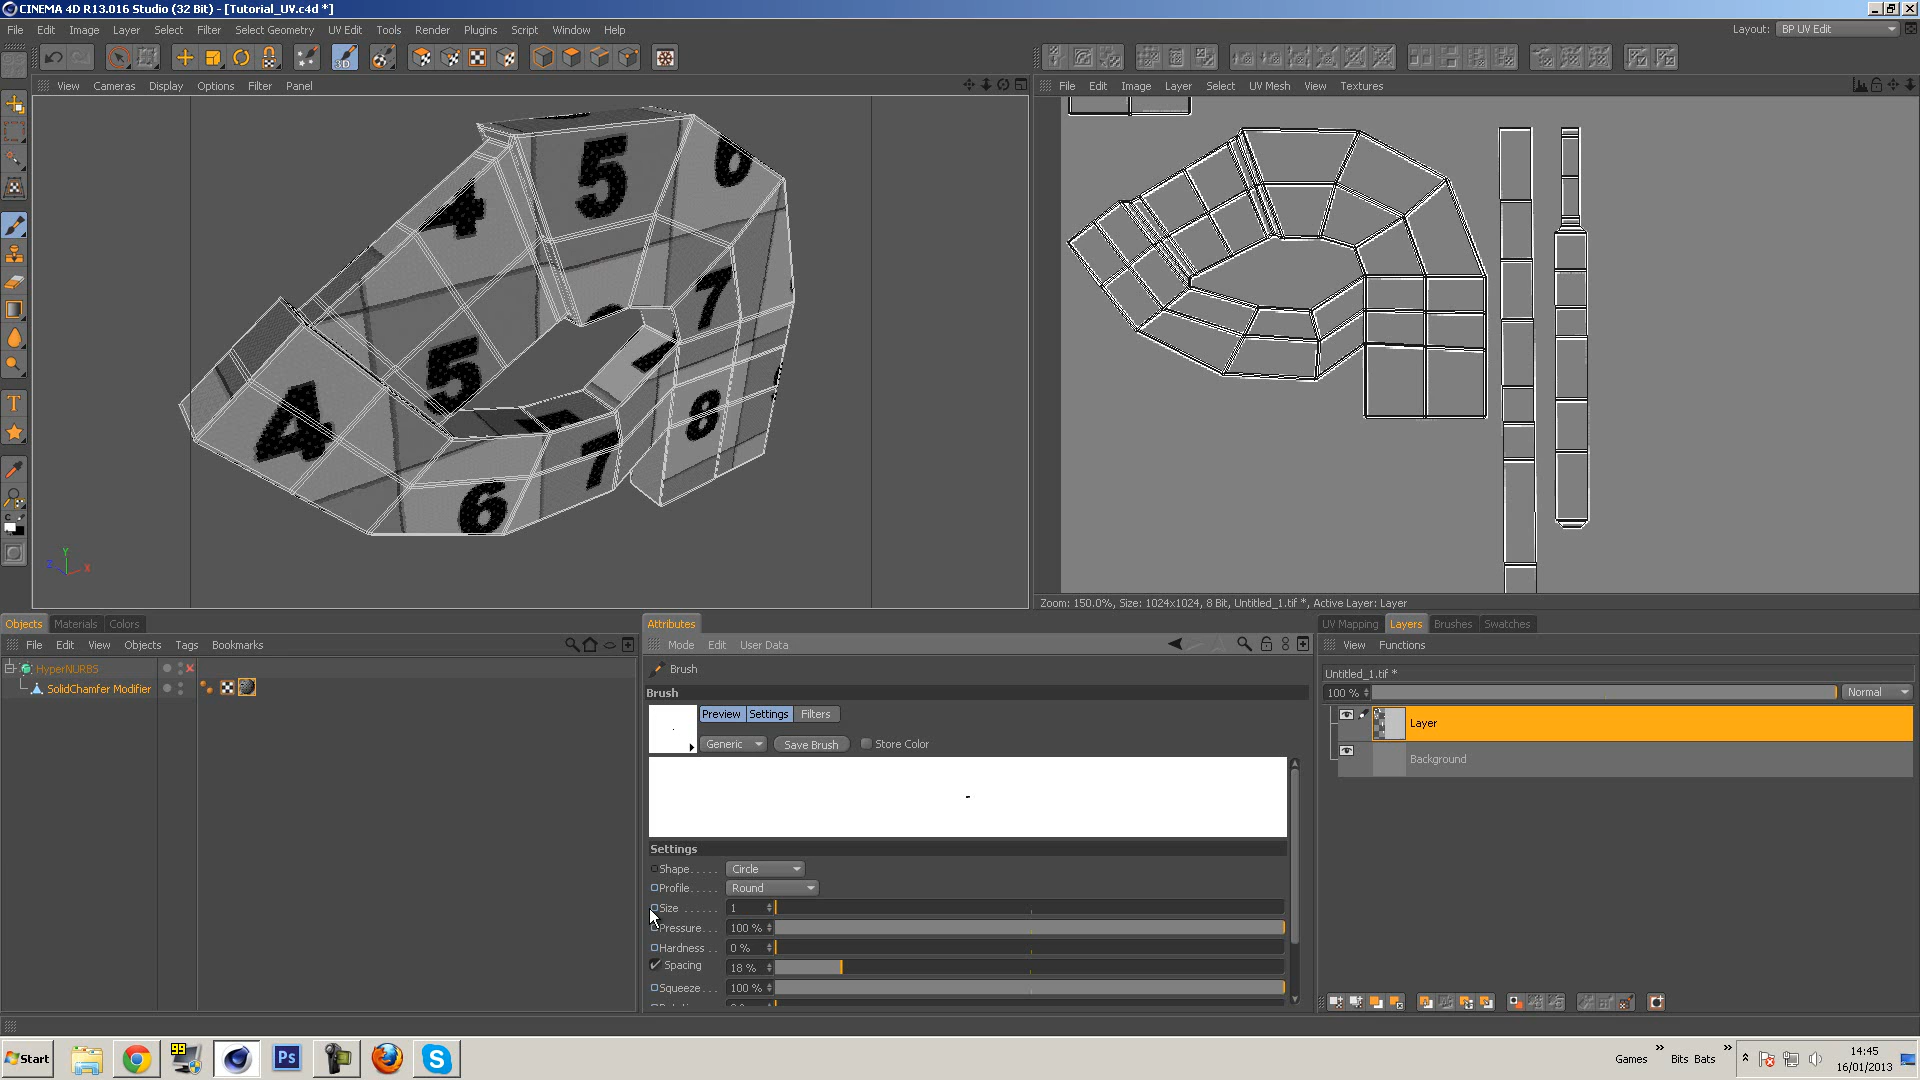 CINEMA 4D R13.016 Studio (32 Bit) - [Tutorial_UV.c4d *]
File Edit Image Layer Select Filter Select Geometry UV Edit Tools Render Plugins Script Window Help
Layout: BP UV Edit
View Cameras Display Options Filter Panel
File Edit Image Layer Select UV Mesh View Textures
3D
T
C
5
6
4
7
5
4
8
7
6
Y
Z X
Zoom: 150.0%, Size: 1024x1024, 8 Bit, Untitled_1.tif *, Active Layer: Layer
Objects Materials Colors
File Edit View Objects Tags Bookmarks
HyperNURBS
SolidChamfer Modifier
Attributes
Mode Edit User Data
Brush
Brush
Preview Settings Filters
Generic Save Brush Store Color
Settings
Shape..... Circle
Profile..... Round
Size ...... 1
Pressure... 100 %
Hardness.. 0 %
Spacing 18 %
Squeeze... 100 %
UV Mapping Layers Brushes Swatches
View Functions
Untitled_1.tif *
100 % Normal
Layer
Background
Start
99
Ps
S
Games » Bits Bats »
14:45
16/01/2013